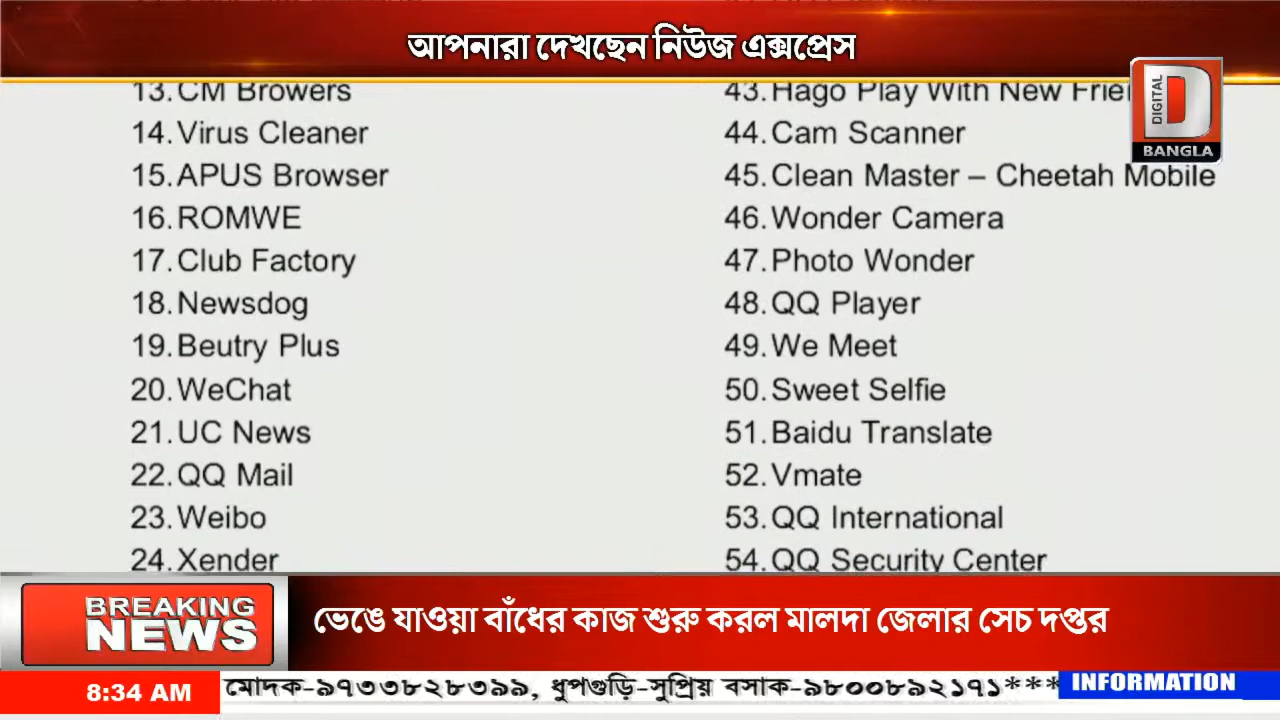 আপনারা দেখছেন নিউজ এক্সপ্রেস
DIGITAL
D
BANGLA
13. CM Browers
14. Virus Cleaner
15. APUS Browser
16. ROMWE
17. Club Factory
18. Newsdog
19. Beutry Plus
20. WeChat
21. UC News
22. QQ Mail
23. Weibo
24. Xender
43. Hago Play With New
44. Cam Scanner
45. Clean Master – Cheetah Mobile
46. Wonder Camera
47. Photo Wonder
48. QQ Player
49. We Meet
50. Sweet Selfie
51. Baidu Translate
52. Vmate
53. QQ International
54. QQ Security Center
BREAKING
NEWS
ভেঙে যাওয়া বাঁধের কাজ শুরু করল মালদা জেলার সেচ দপ্তর
8:34 AM
মোদক-৯৭৩৩৮২৮৩৯৯, ধুপগুড়ি-সুপ্রিয় বসাক-৯৮০০৮৯২১৭১***
INFORMATION